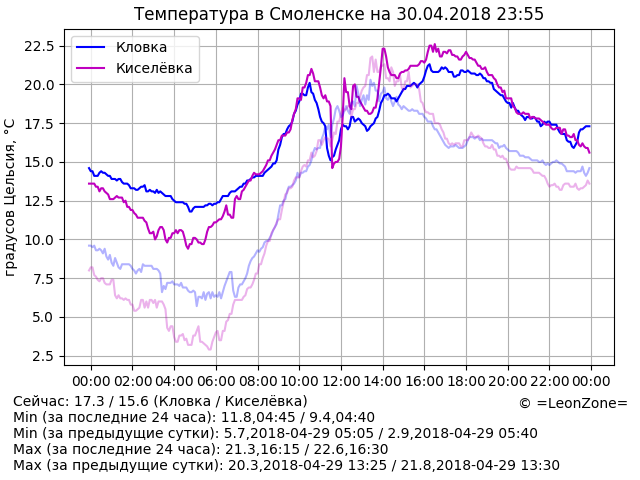 Температура в Смоленске на 30.04.2018 23:55
Кловка
Киселёвка
градусов Цельсия, °C
22.5
20.0
17.5
15.0
12.5
10.0
7.5
5.0
2.5
00:00 02:00 04:00 06:00 08:00 10:00 12:00 14:00 16:00 18:00 20:00 22:00 00:00
Сейчас: 17.3 / 15.6 (Кловка / Киселёвка)
© =LeonZone=
Min (за последние 24 часа): 11.8,04:45 / 9.4,04:40
Min (за предыдущие сутки): 5.7,2018-04-29 05:05 / 2.9,2018-04-29 05:40
Max (за последние 24 часа): 21.3,16:15 / 22.6,16:30
Max (за предыдущие сутки): 20.3,2018-04-29 13:25 / 21.8,2018-04-29 13:30